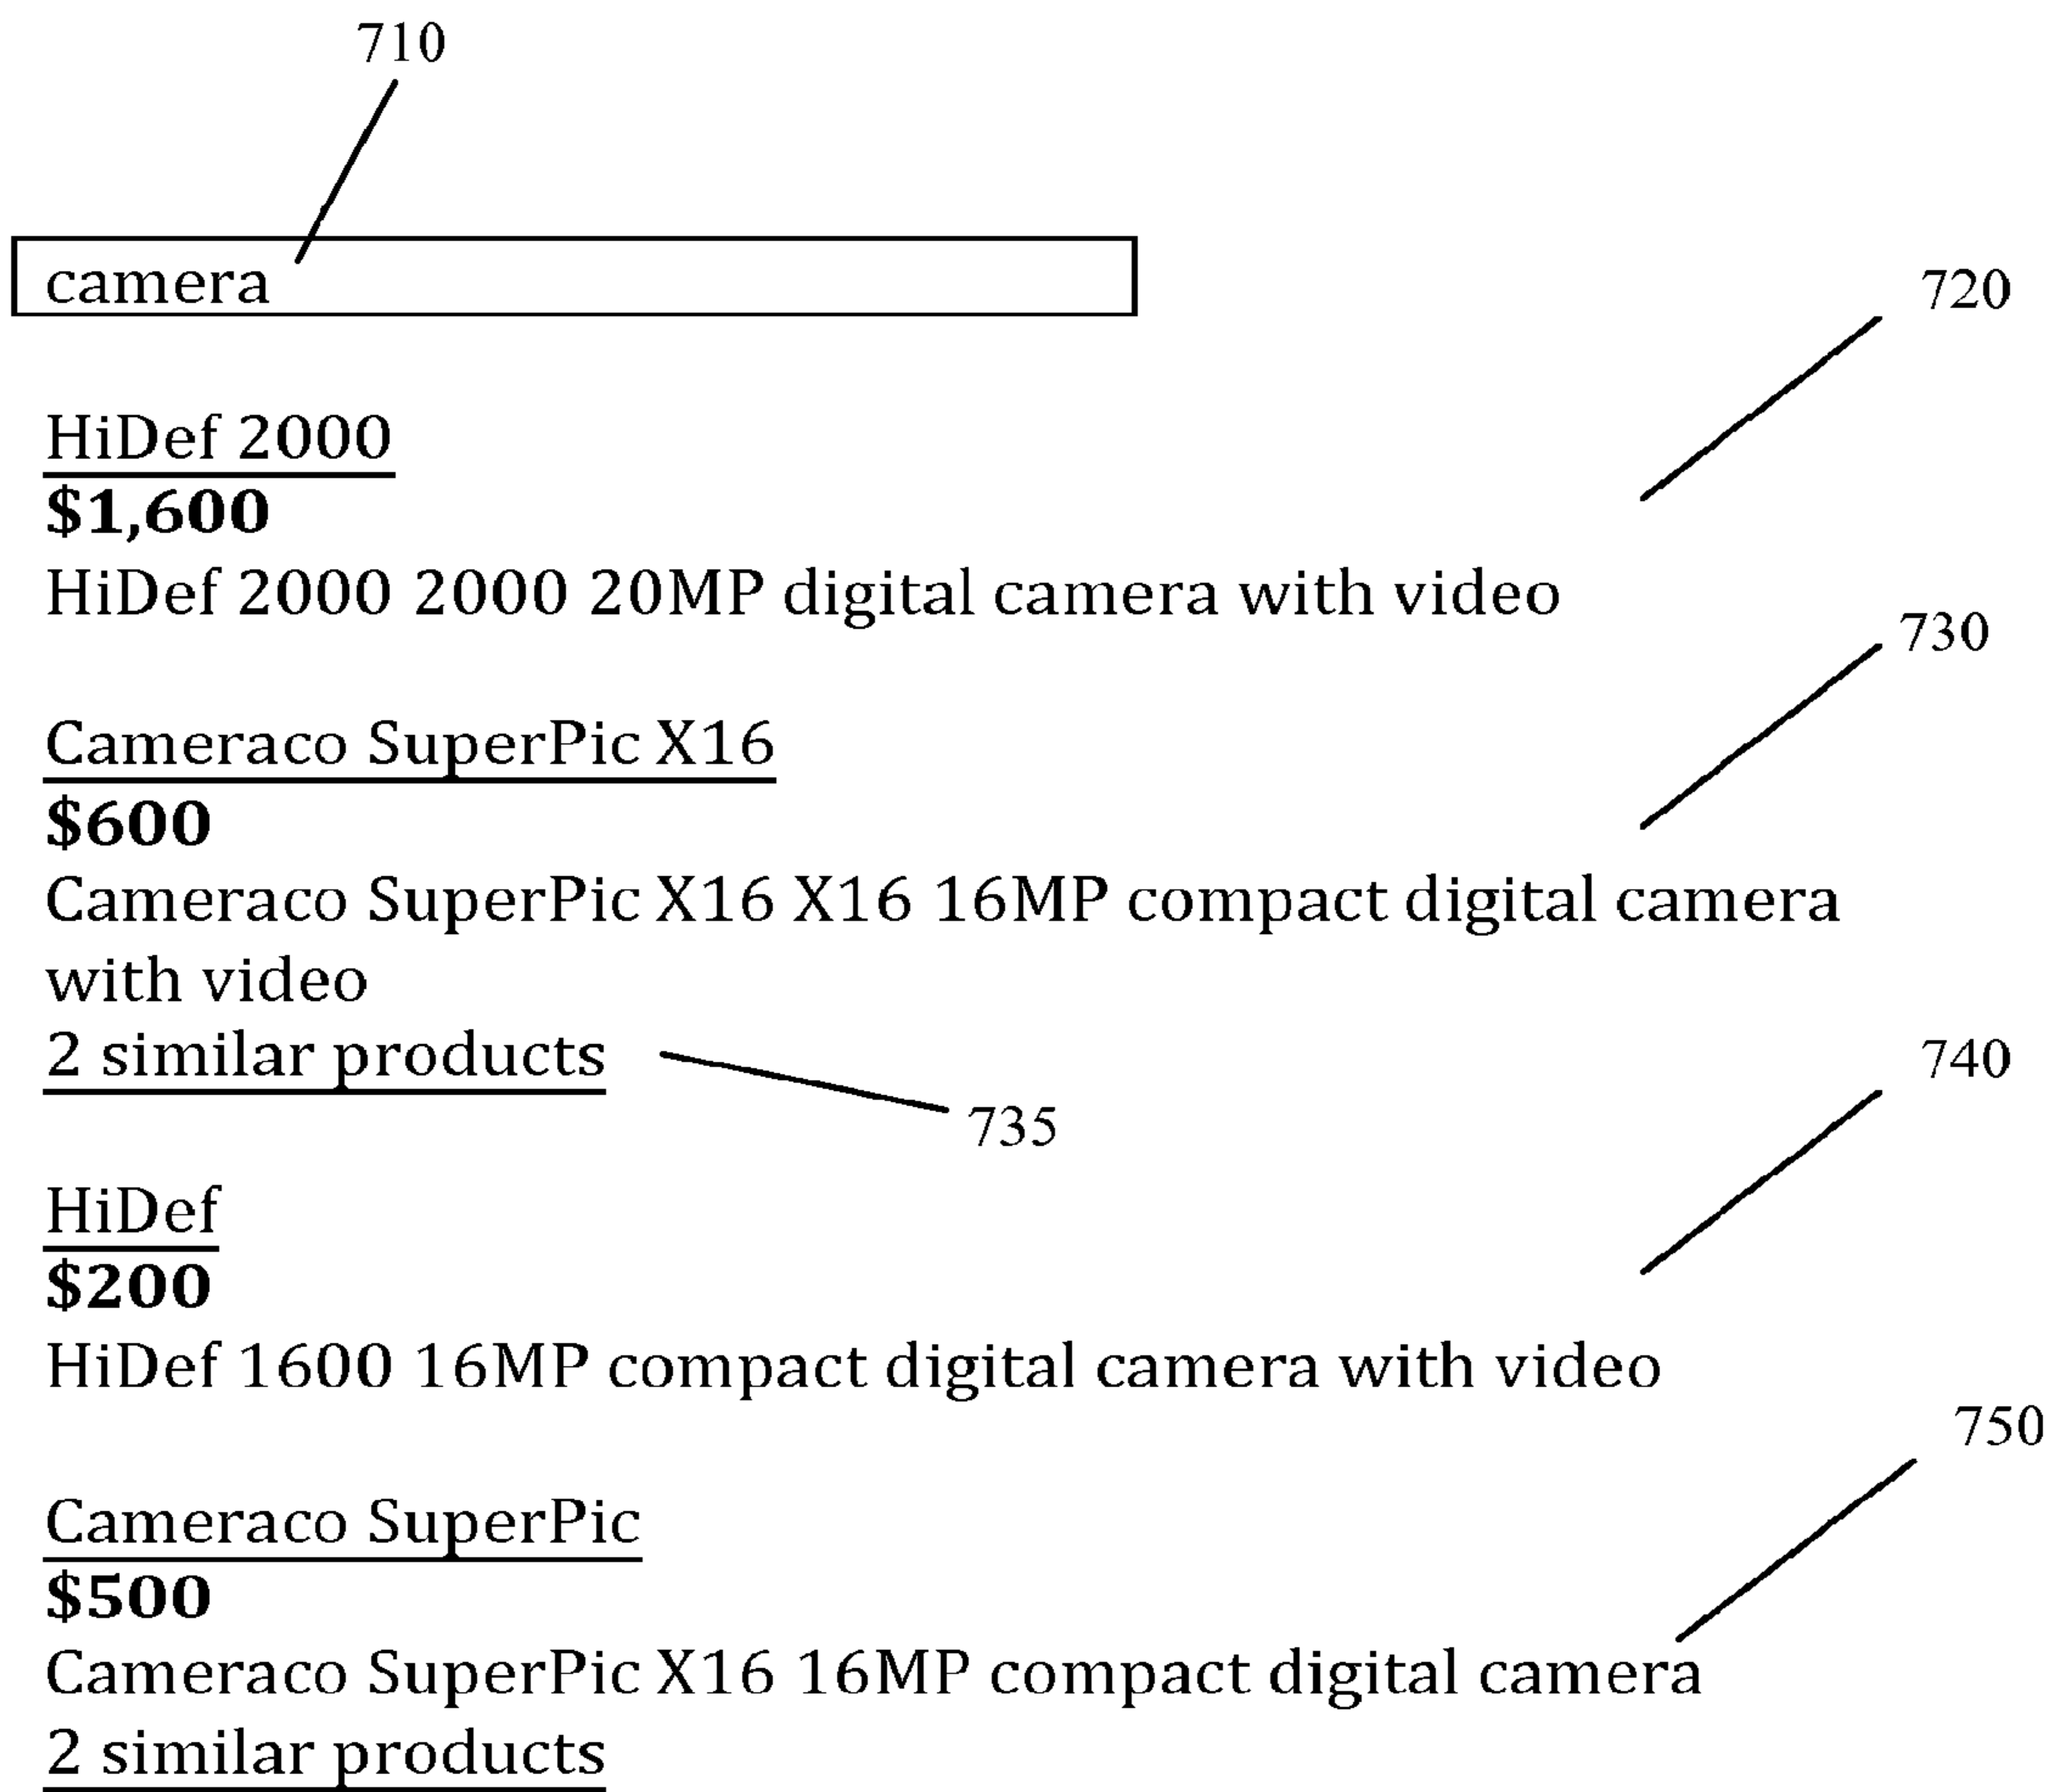 710
camera
720
HiDef 2000
$1,600
HiDef 2000 2000 20MP digital camera with video
730
Cameraco SuperPic X16
$600
Cameraco SuperPic X16 X16 16MP compact digital camera
with video
2 similar products
735
740
HiDef
$200
HiDef 1600 16MP compact digital camera with video
750
Cameraco SuperPic
$500
Cameraco SuperPic X16 16MP compact digital camera
2 similar products